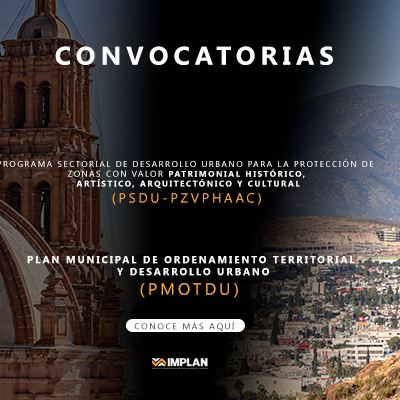 CONVOCATORIAS
PROGRAMA SECTORIAL DE DESARROLLO URBANO PARA LA PROTECCIÓN DE
ZONAS CON VALOR PATRIMONIAL HISTÓRICO,
ARTÍSTICO, ARQUITECTÓNICO Y CULTURAL
(PSDU-PZVPHAAC)
PLAN MUNICIPAL DE ORDENAMIENTO TERRITORIAL
Y DESARROLLO URBANO
(PMOTDU)
CONOCE MÁS AQUÍ
IMPLAN